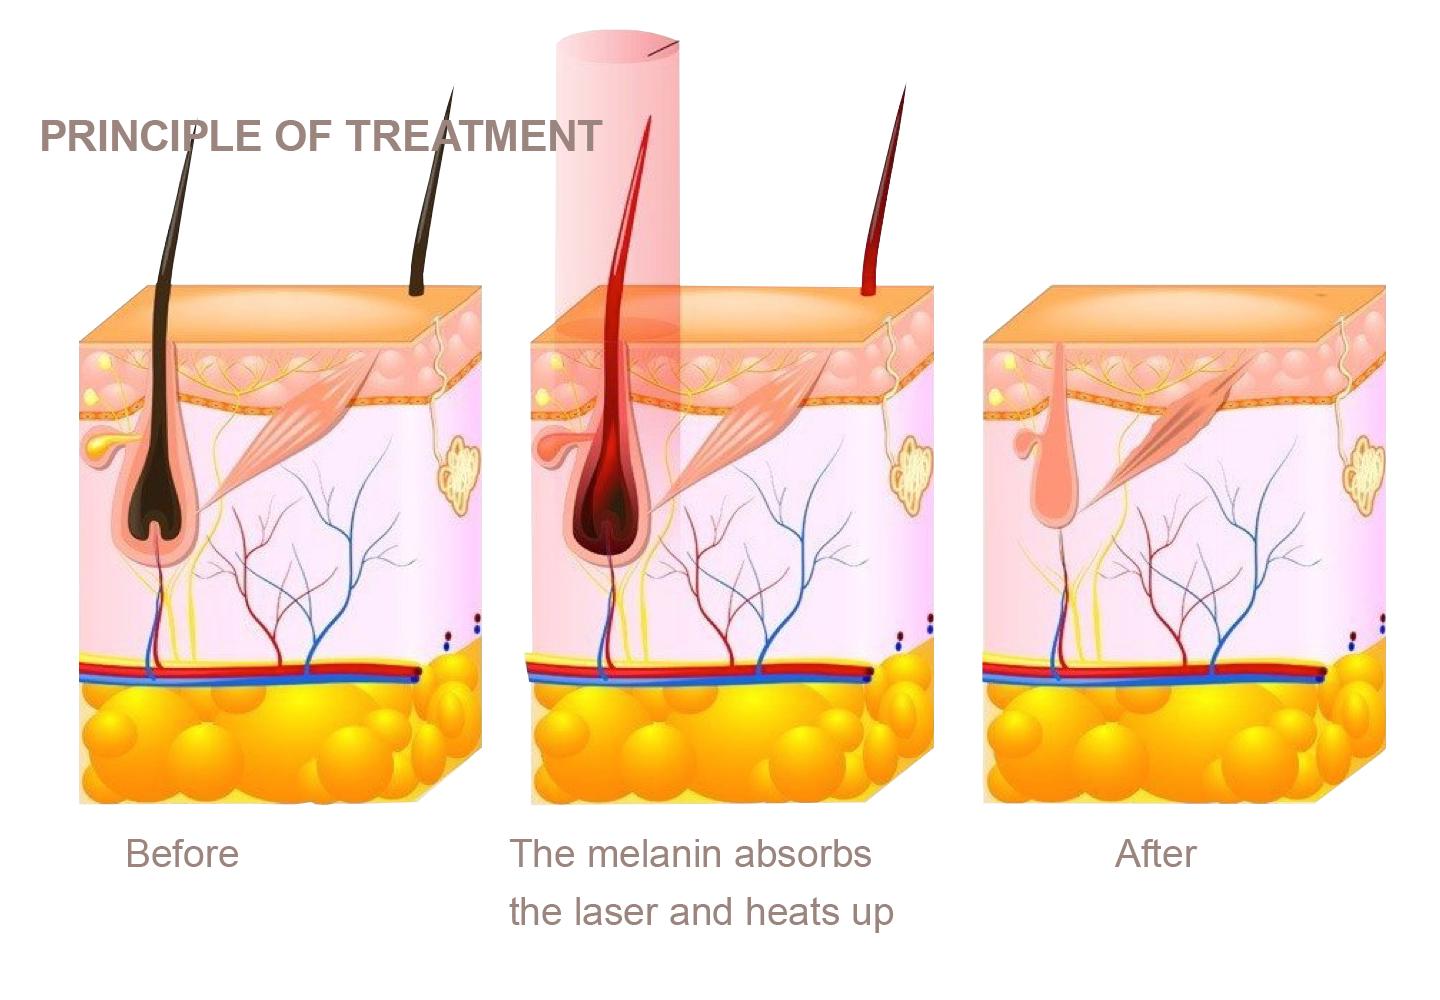 PRINCIPLE OF TREATMENT
Before
The melanin absorbs
the laser and heats up
After